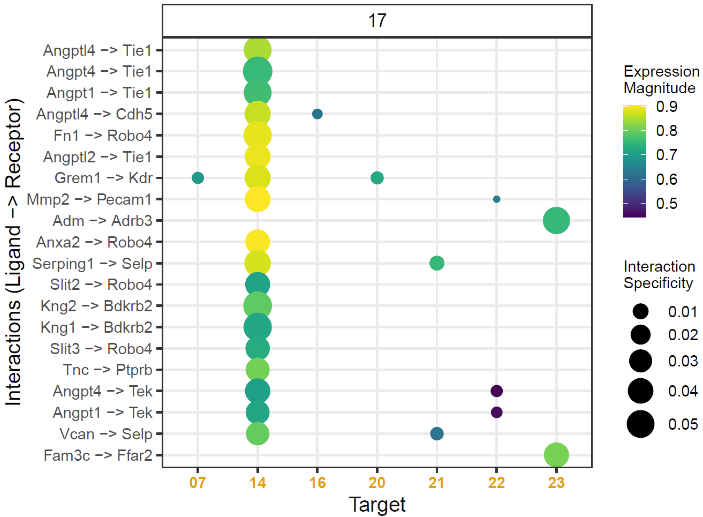 17
Interactions (Ligand −> Receptor)
Angptl4 −> Tie1
Angpt4 −> Tie1
Angpt1 −> Tie1
Angptl4 −> Cdh5
Fn1 −> Robo4
Angptl2 −> Tie1
Grem1 −> Kdr
Mmp2 −> Pecam1
Adm −> Adrb3
Anxa2 −> Robo4
Serping1 −> Selp
Slit2 −> Robo4
Kng2 −> Bdkrb2
Kng1 −> Bdkrb2
Slit3 −> Robo4
Tnc −> Ptprb
Angpt4 −> Tek
Angpt1 −> Tek
Vcan −> Selp
Fam3c −> Ffar2
07 14 16 20 21 22 23
Target
Expression
Magnitude
0.9
0.8
0.7
0.6
0.5
Interaction
Specificity
0.01
0.02
0.03
0.04
0.05